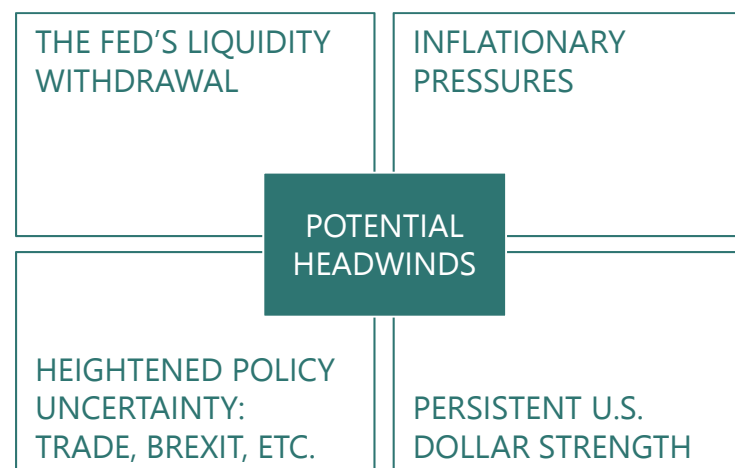 THE FED’S LIQUIDITY
WITHDRAWAL
INFLATIONARY
PRESSURES
POTENTIAL
HEADWINDS
HEIGHTENED POLICY
UNCERTAINTY:
TRADE, BREXIT, ETC.
PERSISTENT U.S.
DOLLAR STRENGTH